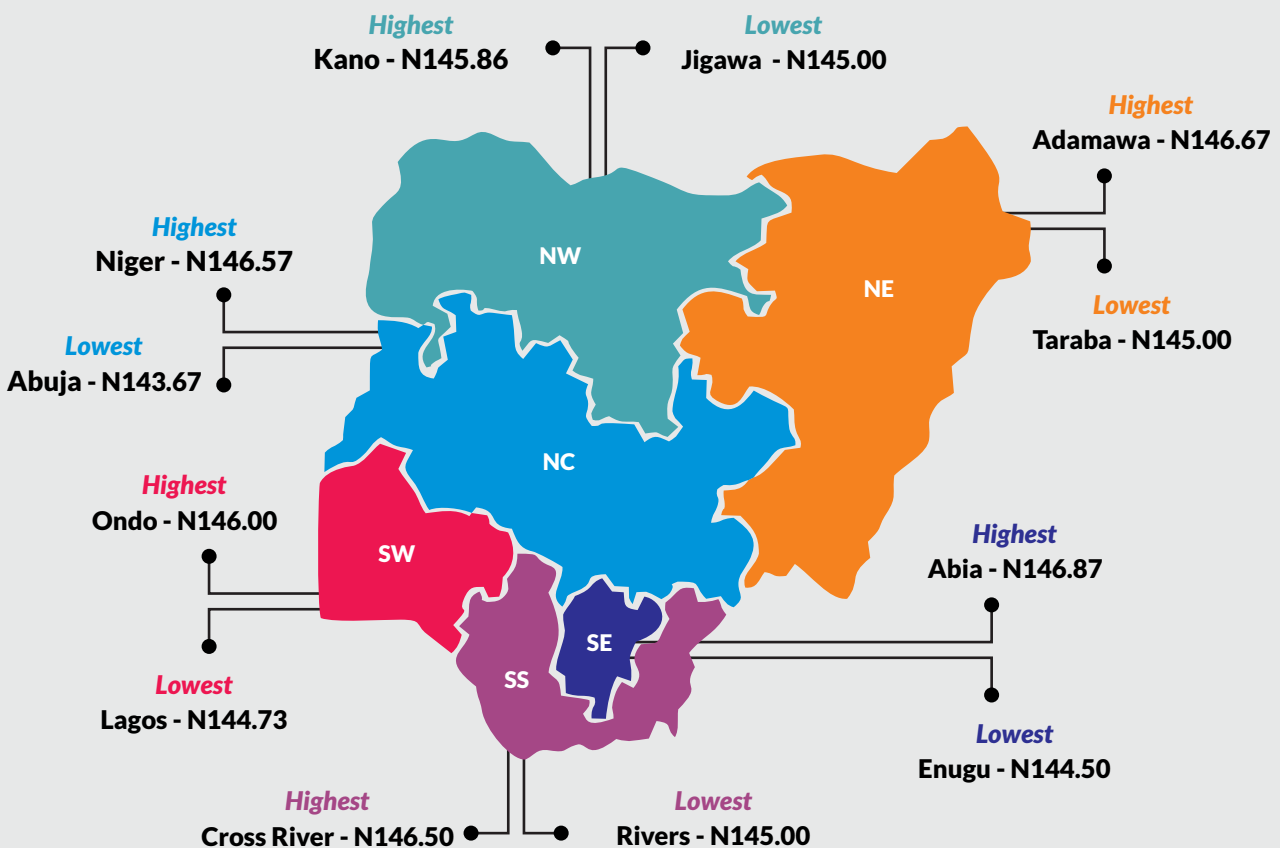 Highest
Kano - N145.86
Lowest
Jigawa - N145.00
Highest
Adamawa - N146.67
Lowest
Taraba - N145.00
Highest
Niger - N146.57
Lowest
Abuja - N143.67
NW
NE
NC
SW
SS
SE
Highest
Ondo - N146.00
Lowest
Lagos - N144.73
Highest
Abia - N146.87
Lowest
Enugu - N144.50
Highest
Cross River - N146.50
Lowest
Rivers - N145.00